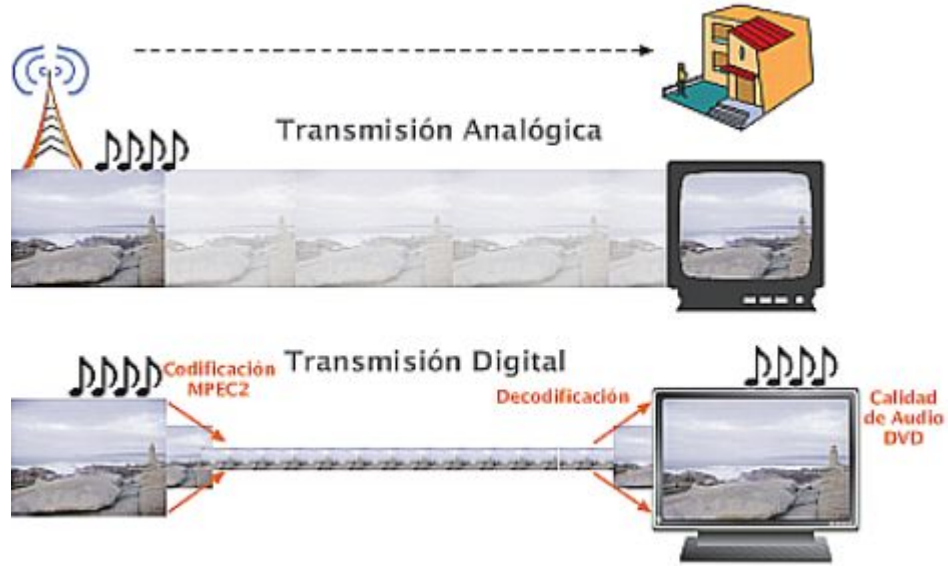 Transmisión Analógica
Transmisión Digital
Codificación
MPEC2
Decodificación
Calidad
de Audio
DVD